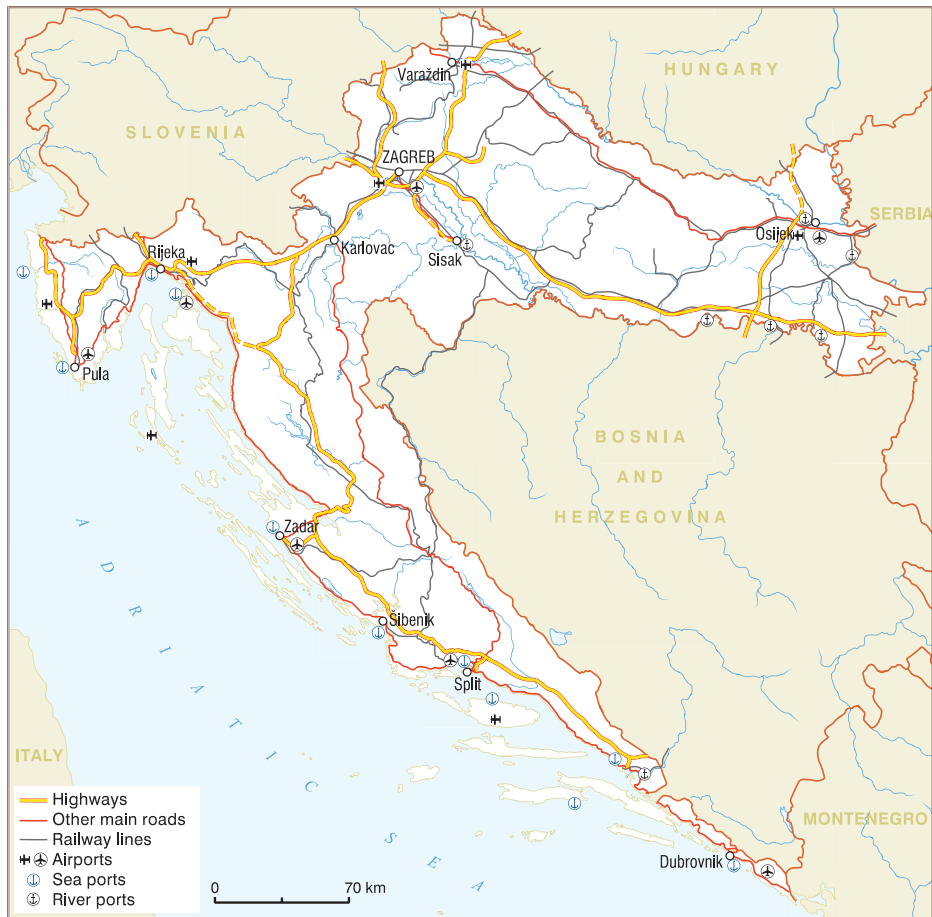 HUNGARY
Varaždin
SLOVENIA
ZAGREB
SERBIA
Osijek
Karlovac
Sisak
Rijeka
Pula
BOSNIA
AND
HERZEGOVINA
Zadar
ADRIATIC SEA
Šibenik
Split
ITALY
MONTENEGRO
Dubrovnik
Highways
Other main roads
Railway lines
Airports
Sea ports
River ports
0 70 km